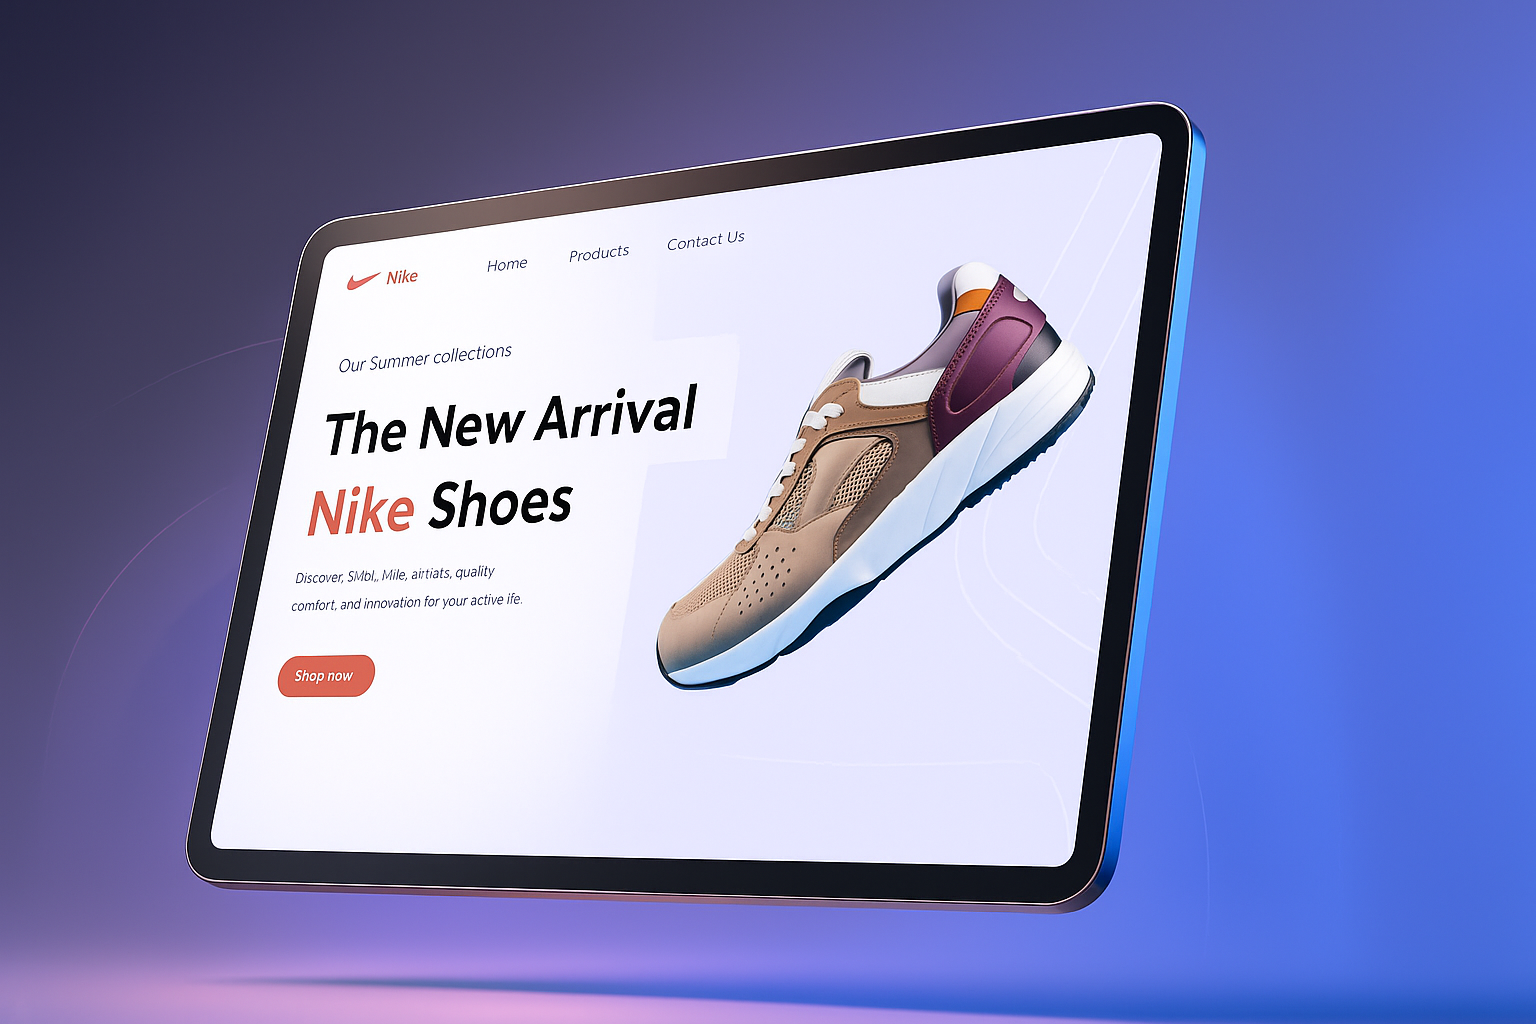 Nike
Home
Products
Contact Us
Our Summer collections
The New Arrival
Nike Shoes
Discover, SMbl,, Mile, airtiats, quality
comfort, and innovation for your active ife.
Shop now